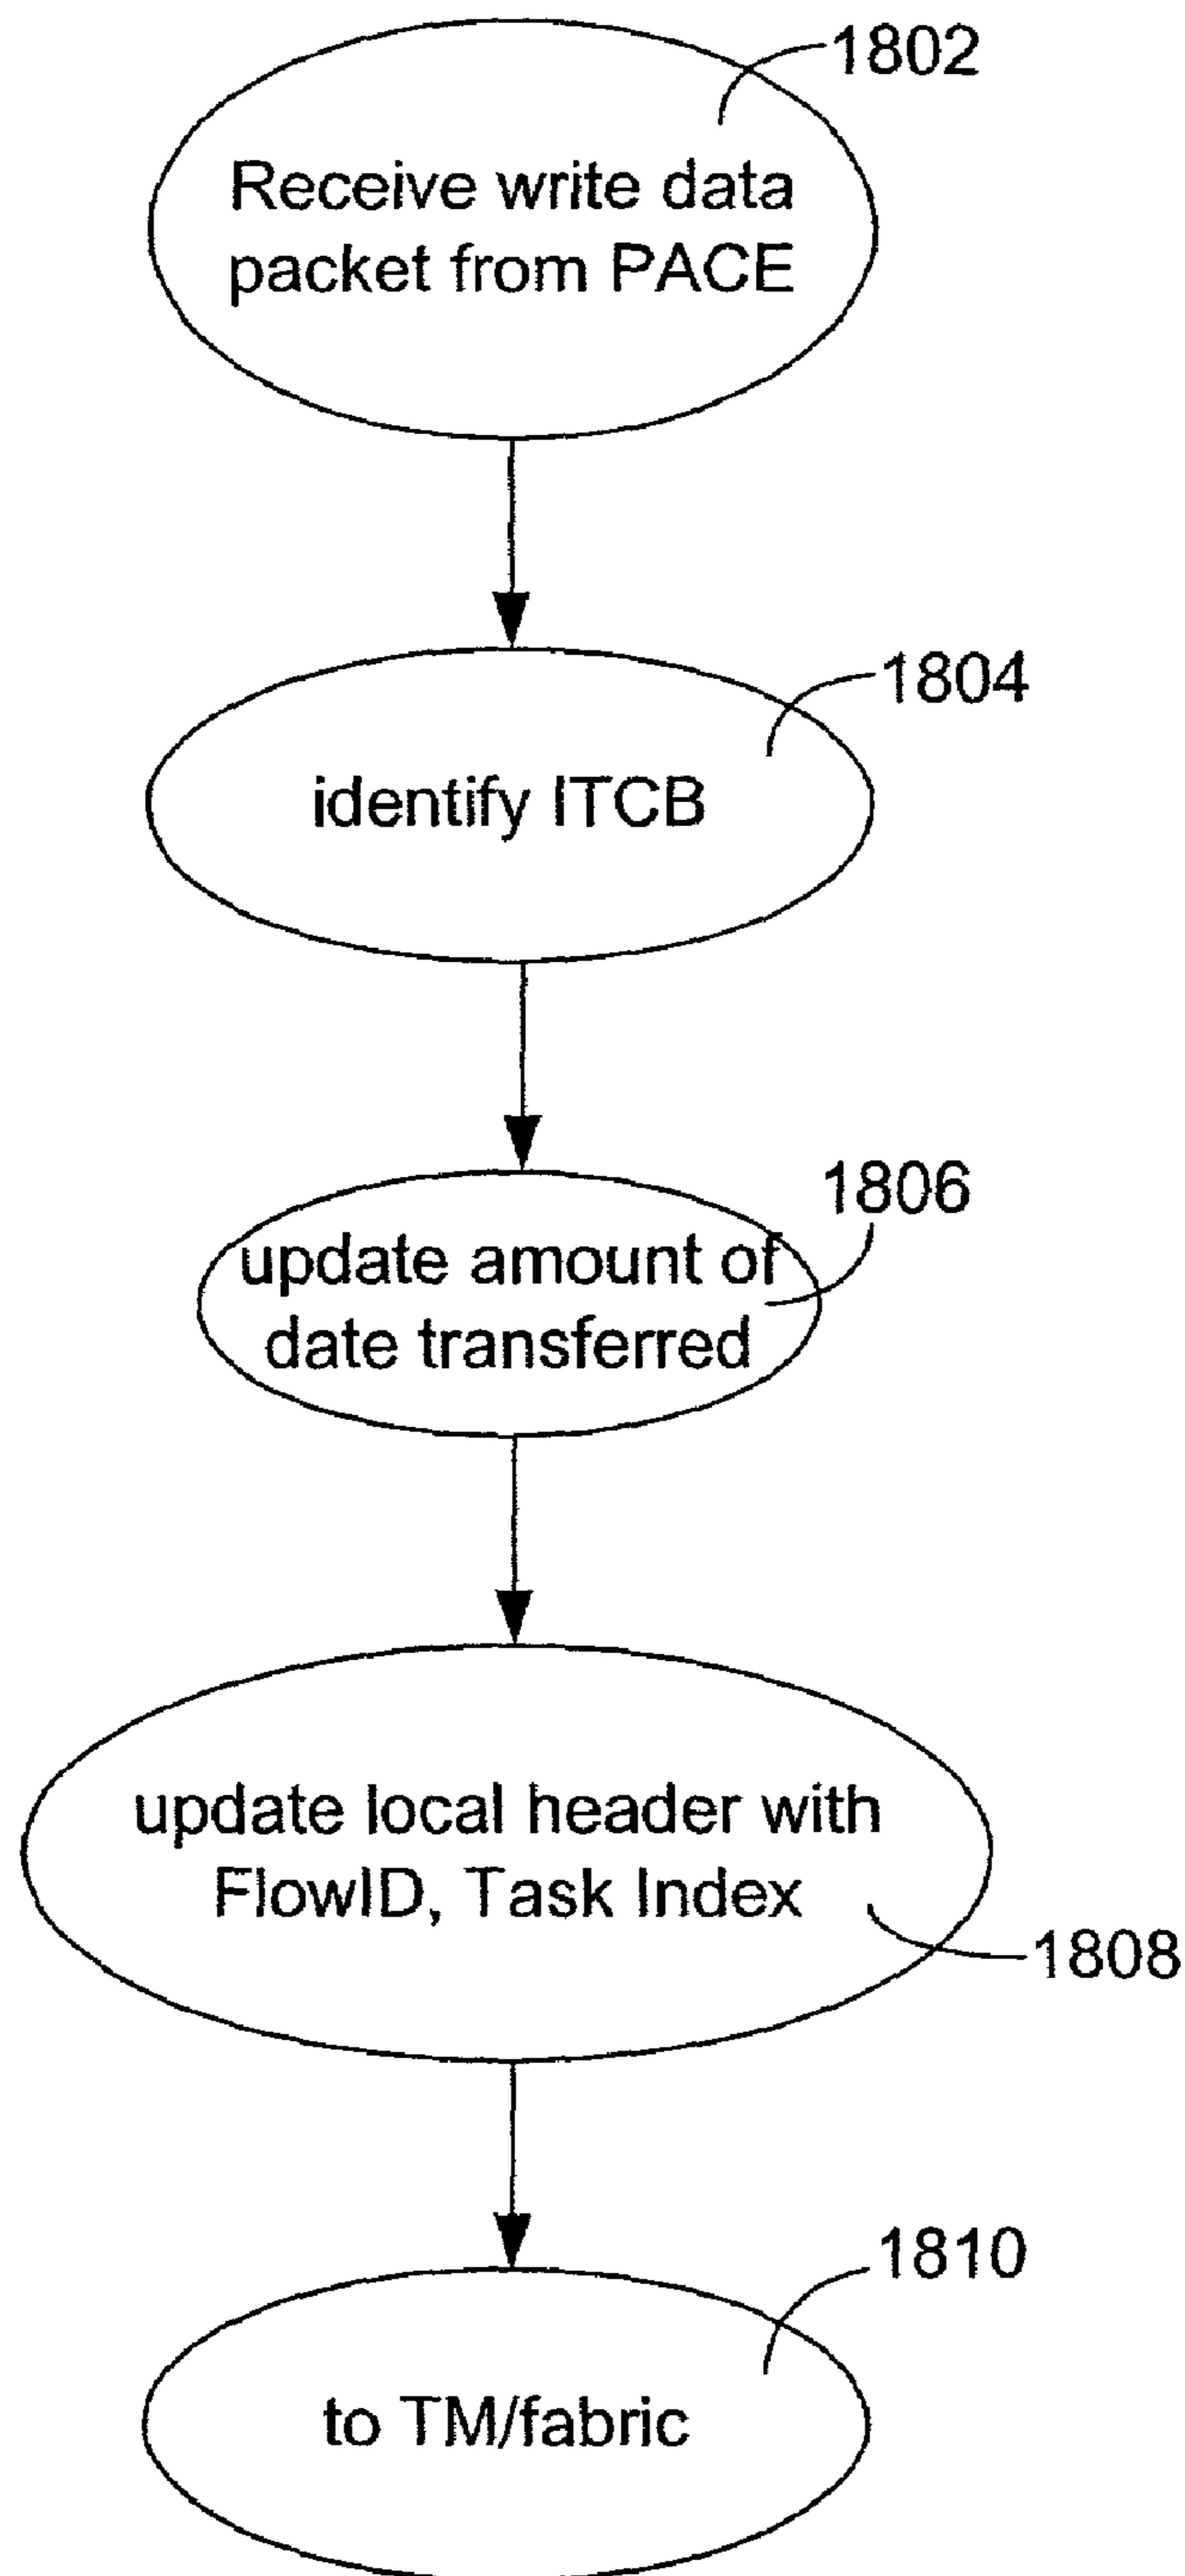 1802
Receive write data
packet from PACE
1804
identify ITCB
1806
update amount of
date transferred
update local header with
FlowID, Task Index
1808
1810
to TM/fabric